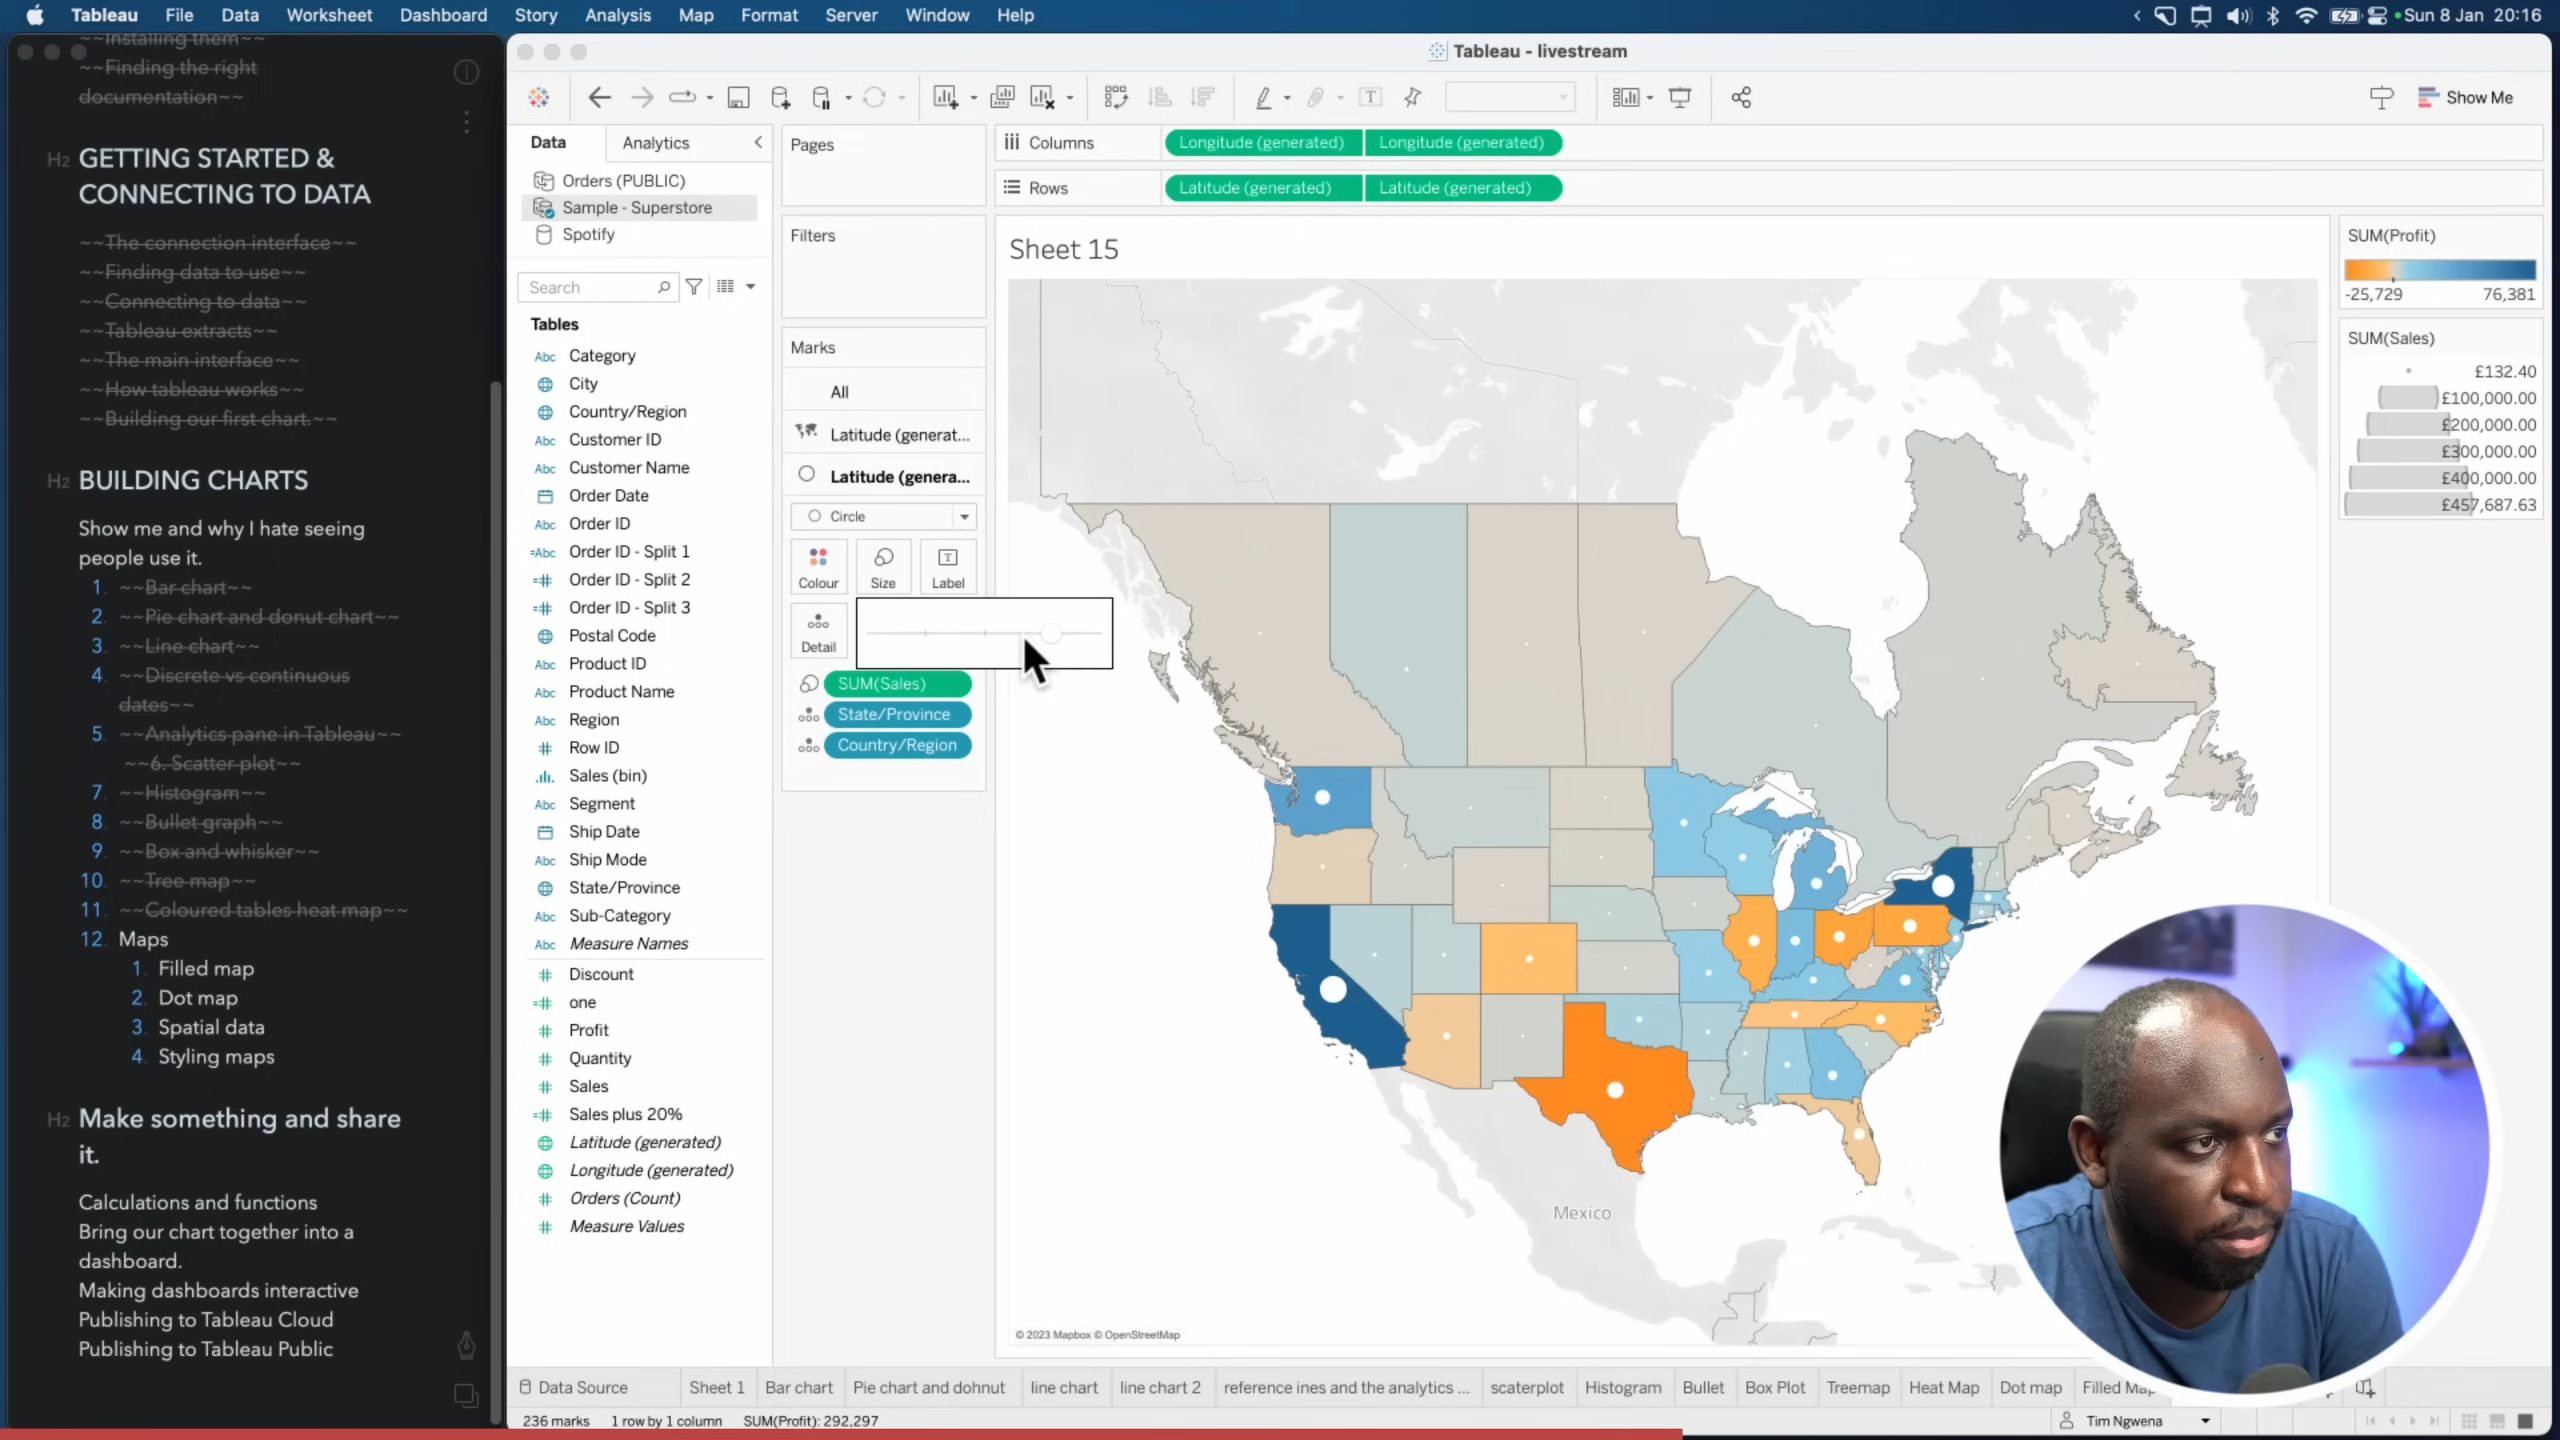 Tableau File Data Worksheet Dashboard Story Analysis Map Format Server Window Help Sun 8 Jan 20:16
~~Installing them~~
~~Finding the right
documentation~~
H2 GETTING STARTED &
CONNECTING TO DATA
~~The connection interface~~
~~Finding data to use~~
~~Connecting to data~~
~~Tableau extracts~~
~~The main interface~~
~~How tableau works~~
~~Building our first chart.~~
H2 BUILDING CHARTS
Show me and why I hate seeing
people use it.
1. ~~Bar chart~~
2. ~~Pie chart and donut chart~~
3. ~~Line chart~~
4. ~~Discrete vs continuous
dates~~
5. ~~Analytics pane in Tableau~~
~~6. Scatter plot~~
7. ~~Histogram~~
8. ~~Bullet graph~~
9. ~~Box and whisker~~
10. ~~Tree map~~
11. ~~Coloured tables heat map~~
12. Maps
1. Filled map
2. Dot map
3. Spatial data
4. Styling maps
H2 Make something and share
it.
Calculations and functions
Bring our chart together into a
dashboard.
Making dashboards interactive
Publishing to Tableau Cloud
Publishing to Tableau Public
Tableau - livestream
Show Me
Data Analytics
Orders (PUBLIC)
Sample - Superstore
Spotify
Search
Tables
Abc Category
City
Country/Region
Abc Customer ID
Abc Customer Name
Order Date
Abc Order ID
=Abc Order ID - Split 1
=# Order ID - Split 2
=# Order ID - Split 3
Postal Code
Abc Product ID
Abc Product Name
Abc Region
# Row ID
Sales (bin)
Abc Segment
Ship Date
Abc Ship Mode
State/Province
Abc Sub-Category
Abc Measure Names
# Discount
=# one
# Profit
# Quantity
# Sales
=# Sales plus 20%
Latitude (generated)
Longitude (generated)
# Orders (Count)
# Measure Values
Pages
Filters
Marks
All
Latitude (generat...
Latitude (genera...
Circle
Colour Size Label
Detail
SUM(Sales)
State/Province
Country/Region
Columns Longitude (generated) Longitude (generated)
Rows Latitude (generated) Latitude (generated)
Sheet 15
Mexico
© 2023 Mapbox © OpenStreetMap
SUM(Profit)
-25,729 76,381
SUM(Sales)
£132.40
£100,000.00
£200,000.00
£300,000.00
£400,000.00
£457,687.63
Data Source Sheet 1 Bar chart Pie chart and dohnut line chart line chart 2 reference ines and the analytics ... scaterplot Histogram Bullet Box Plot Treemap Heat Map Dot map Filled Map
236 marks 1 row by 1 column SUM(Profit): 292,297 Tim Ngwena